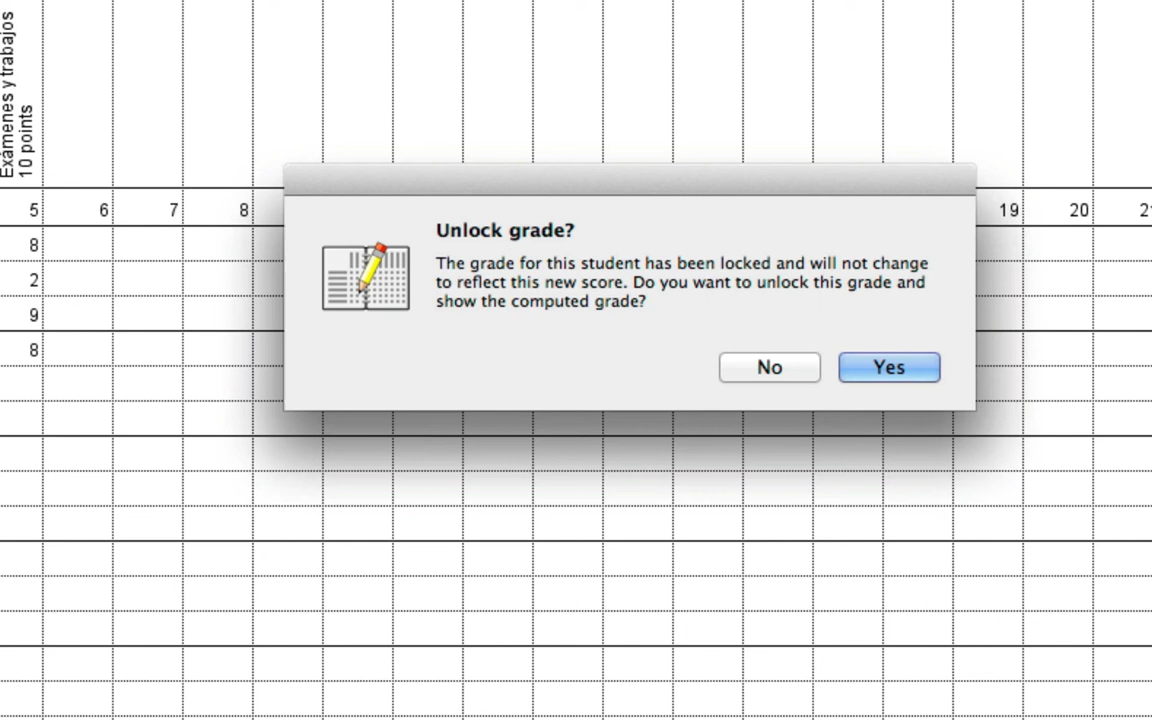 Exámenes y trabajos
10 points
5 6 7 8 19 20
8
2
9
8
Unlock grade?
The grade for this student has been locked and will not change
to reflect this new score. Do you want to unlock this grade and
show the computed grade?
No Yes